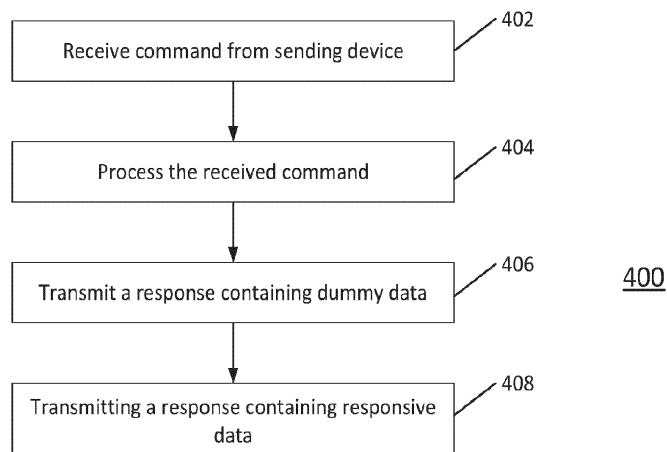 402
Receive command from sending device
404
Process the received command
406
Transmit a response containing dummy data
400
408
Transmitting a response containing responsive
data